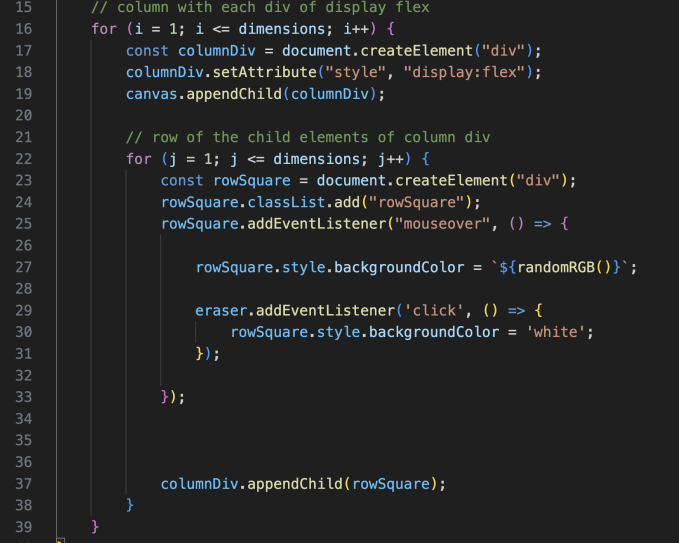 15 // column with each div of display flex
16 for (i = 1; i <= dimensions; i++) {
17 const columnDiv = document.createElement("div");
18 columnDiv.setAttribute("style", "display:flex");
19 canvas.appendChild(columnDiv);
20
21 // row of the child elements of column div
22 for (j = 1; j <= dimensions; j++) {
23 const rowSquare = document.createElement("div");
24 rowSquare.classList.add("rowSquare");
25 rowSquare.addEventListener("mouseover", () => {
26
27 rowSquare.style.backgroundColor = `${randomRGB()}`;
28
29 eraser.addEventListener('click', () => {
30 rowSquare.style.backgroundColor = 'white';
31 });
32
33 });
34
35
36
37 columnDiv.appendChild(rowSquare);
38 }
39 }